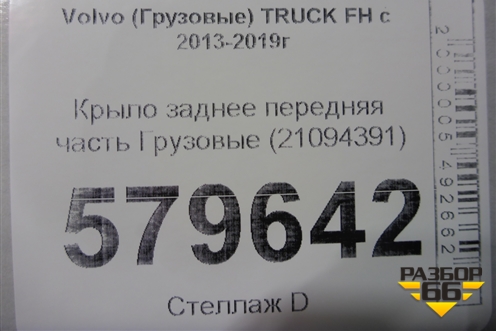 Volvo (Грузовые) TRUCK FH с
2013-2019г
Крыло заднее передняя
часть Грузовые (21094391)
579642
Стеллаж D
2000005492662
РАЗБОР
66